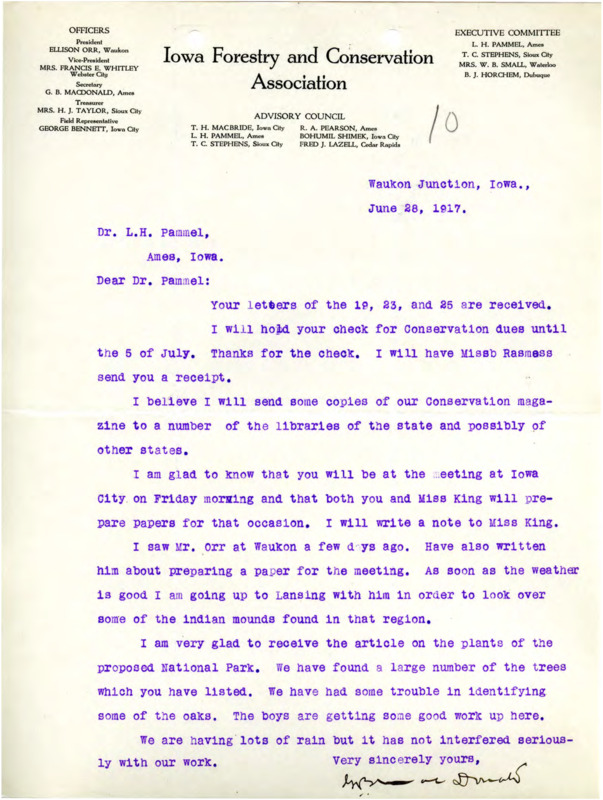 OFFICERS
President
ELLISON ORR, Waukon
Vice-President
MRS. FRANCIS E. WHITLEY
Webster City
Secretary
G. B. MACDONALD, Ames
Treasurer
MRS. H. J. TAYLOR, Sioux City
Field Representative
GEORGE BENNETT, Iowa City
Iowa Forestry and Conservation
Association
EXECUTIVE COMMITTEE
L. H. PAMMEL, Ames
T. C. STEPHENS, Sioux City
MRS. W. B. SMALL, Waterloo
B. J. HORCHEM, Dubuque
ADVISORY COUNCIL
T. H. MACBRIDE, Iowa City R. A. PEARSON, Ames
L. H. PAMMEL, Ames BOHUMIL SHIMEK, Iowa City
T. C. STEPHENS, Sioux City FRED J. LAZELL, Cedar Rapids
10
Waukon Junction, Iowa.,
June 28, 1917.
Dr. L.H. Pammel,
Ames, Iowa.
Dear Dr. Pammel:
Your letters of the 19, 23, and 25 are received.
I will hold your check for Conservation dues until
the 5 of July. Thanks for the check. I will have Missb Rasmess
send you a receipt.
I believe I will send some copies of our Conservation maga-
zine to a number of the libraries of the state and possibly of
other states.
I am glad to know that you will be at the meeting at Iowa
City on Friday morning and that both you and Miss King will pre-
pare papers for that occasion. I will write a note to Miss King.
I saw Mr. Orr at Waukon a few days ago. Have also written
him about preparing a paper for the meeting. As soon as the weather
is good I am going up to Lansing with him in order to look over
some of the indian mounds found in that region.
I am very glad to receive the article on the plants of the
proposed National Park. We have found a large number of the trees
which you have listed. We have had some trouble in identifying
some of the oaks. The boys are getting some good work up here.
We are having lots of rain but it has not interfered serious-
ly with our work. Very sincerely yours,
GB MacDonald